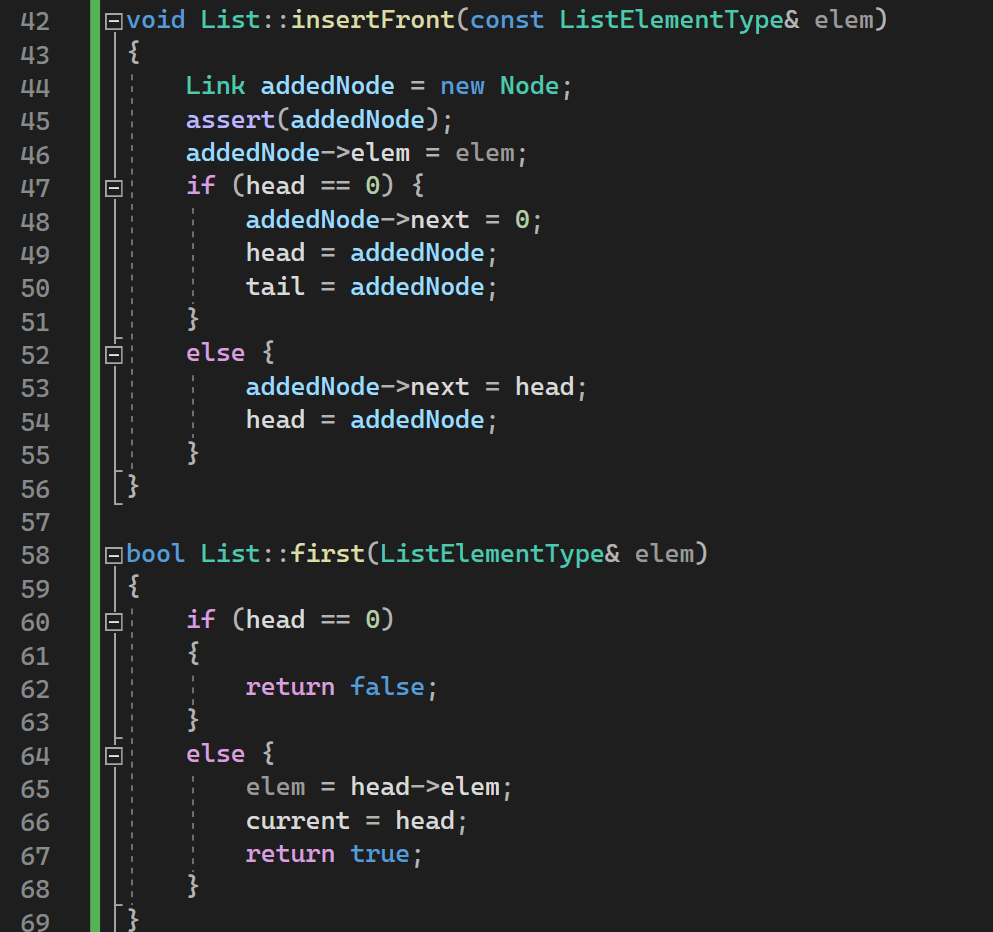 42 void List::insertFront(const ListElementType& elem)
43 {
44     Link addedNode = new Node;
45     assert(addedNode);
46     addedNode->elem = elem;
47     if (head == 0) {
48         addedNode->next = 0;
49         head = addedNode;
50         tail = addedNode;
51     }
52     else {
53         addedNode->next = head;
54         head = addedNode;
55     }
56 }
57
58 bool List::first(ListElementType& elem)
59 {
60     if (head == 0)
61     {
62         return false;
63     }
64     else {
65         elem = head->elem;
66         current = head;
67         return true;
68     }
69 }